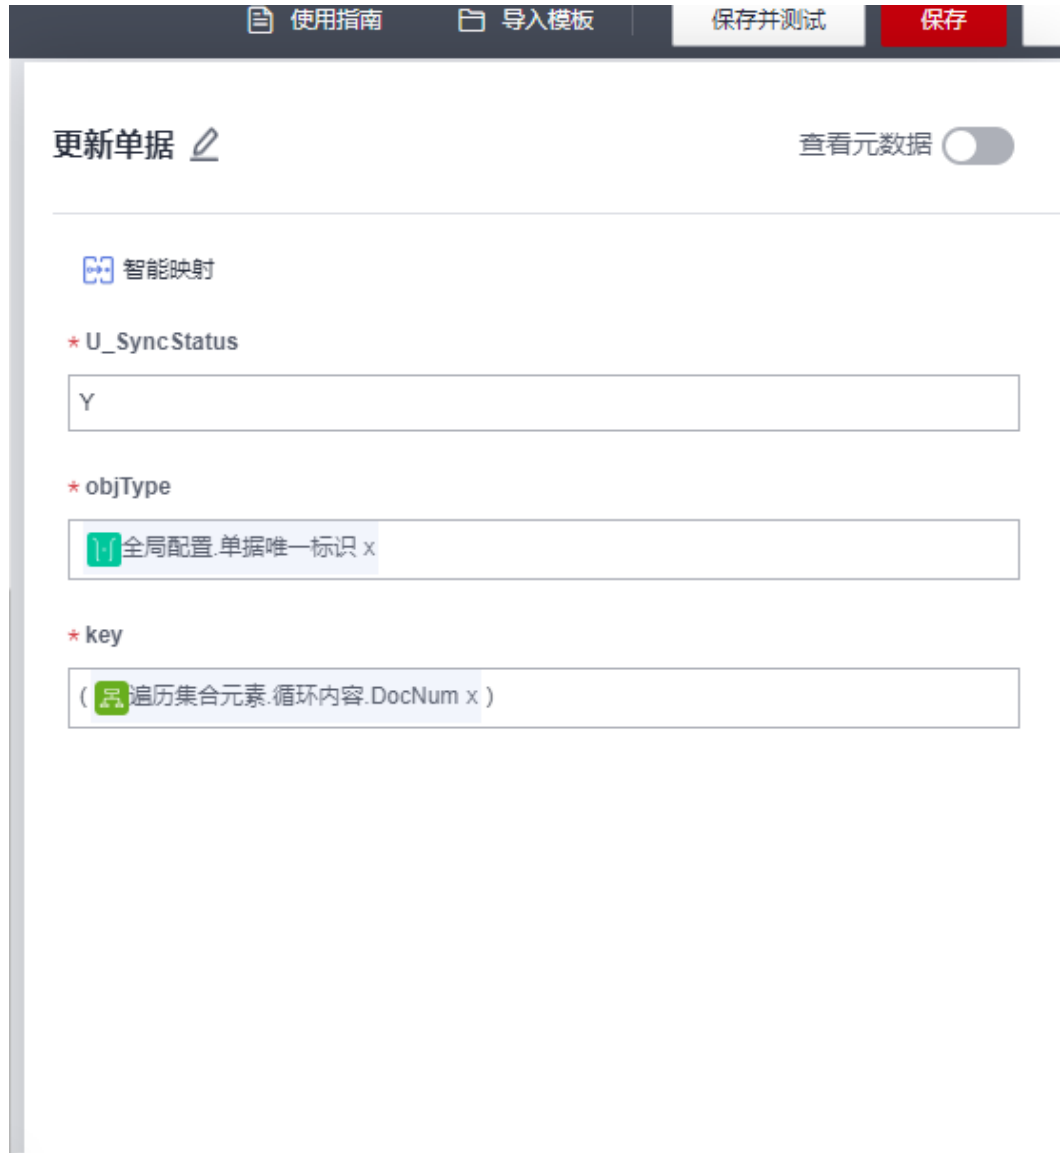 使用指南 导入模板 保存并测试 保存
更新单据 查看元数据
智能映射
* U_SyncStatus
Y
* objType
全局配置.单据唯一标识 x
* key
( 遍历集合元素.循环内容.DocNum x )